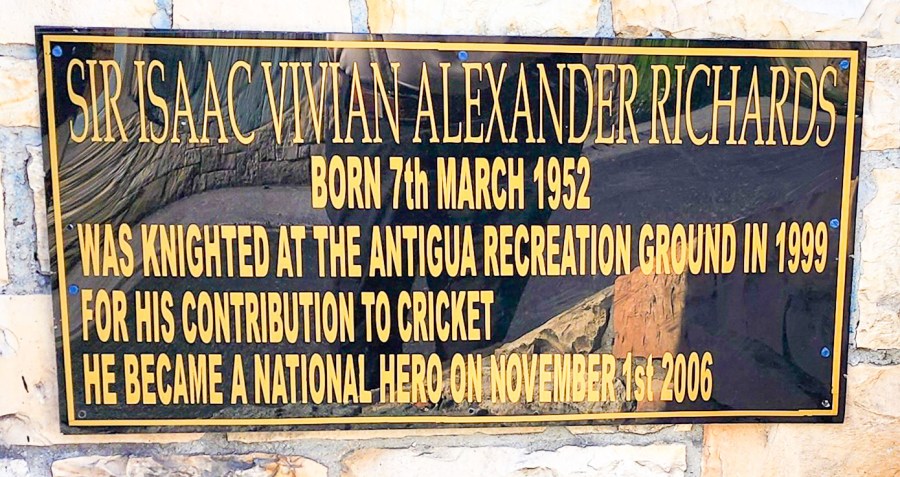 SIR ISAAC VIVIAN ALEXANDER RICHARDS
BORN 7th MARCH 1952
WAS KNIGHTED AT THE ANTIGUA RECREATION GROUND IN 1999
FOR HIS CONTRIBUTION TO CRICKET
HE BECAME A NATIONAL HERO ON NOVEMBER 1st 2006